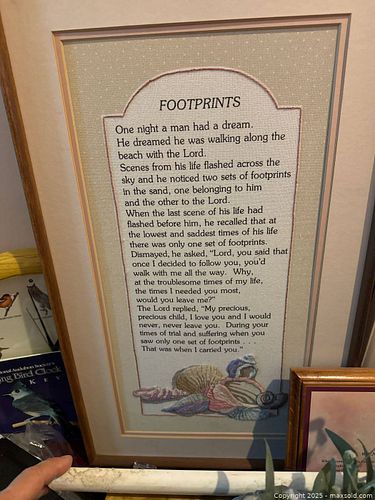 FOOTPRINTS
One night a man had a dream.
He dreamed he was walking along the
beach with the Lord.
Scenes from his life flashed across the
sky and he noticed two sets of footprints
in the sand, one belonging to him
and the other to the Lord.
When the last scene of his life had
flashed before him, he recalled that at
the lowest and saddest times of his life
there was only one set of footprints.
Dismayed, he asked, "Lord, you said that
once I decided to follow you, you'd
walk with me all the way. Why,
at the troublesome times of my life,
the times I needed you most,
would you leave me?"
The Lord replied, "My precious,
precious child, I love you and I would
never, never leave you. During your
times of trial and suffering when you
saw only one set of footprints . . .
That was when I carried you."
Audubon Society's
Bird Clock
Copyright 2025 - maxsold.com